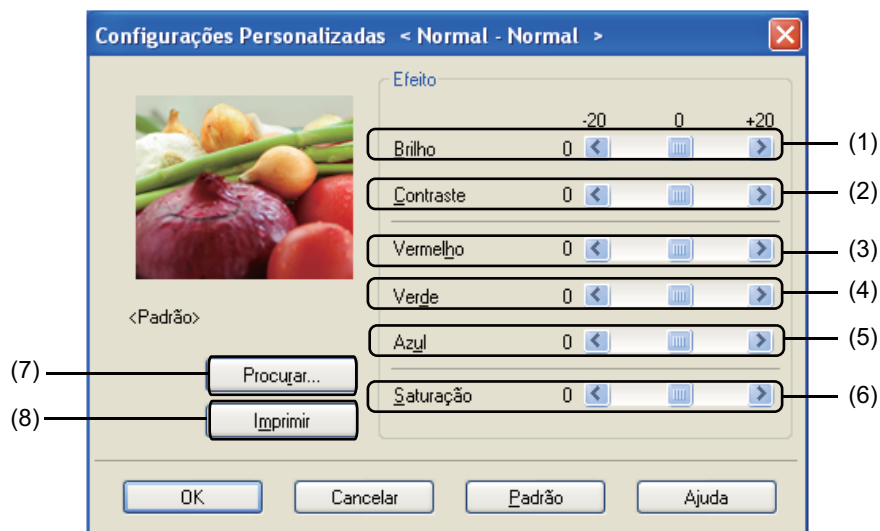 Configurações Personalizadas < Normal - Normal >
Efeito
-20 0 +20
Brilho 0 (1)
Contraste 0 (2)
Vermelho 0 (3)
Verde 0 (4)
<Padrão>
Azul 0 (5)
(7) Procurar...
Saturação 0 (6)
(8) Imprimir
OK Cancelar Padrão Ajuda